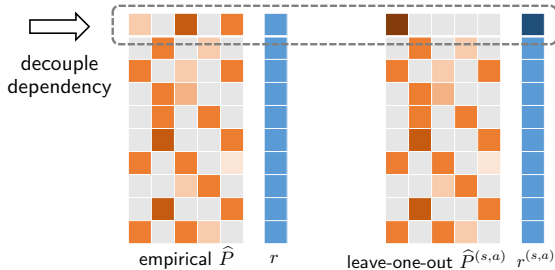 decouple
dependency
empirical P̂ r
leave-one-out P̂^(s,a) r^(s,a)